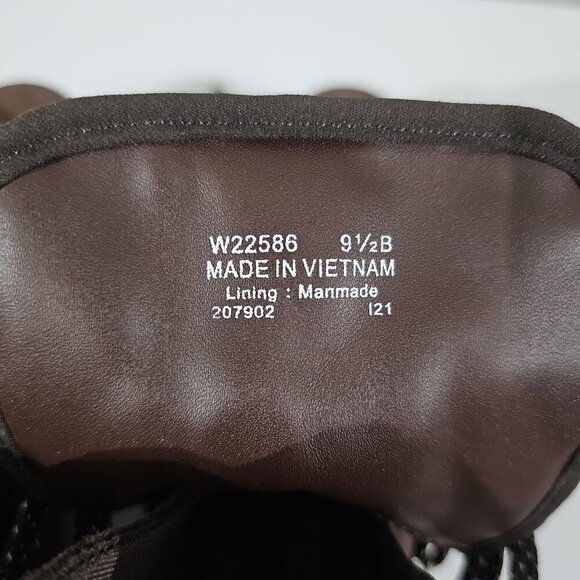 W22586 9½B
MADE IN VIETNAM
Lining : Manmade
207902 I21